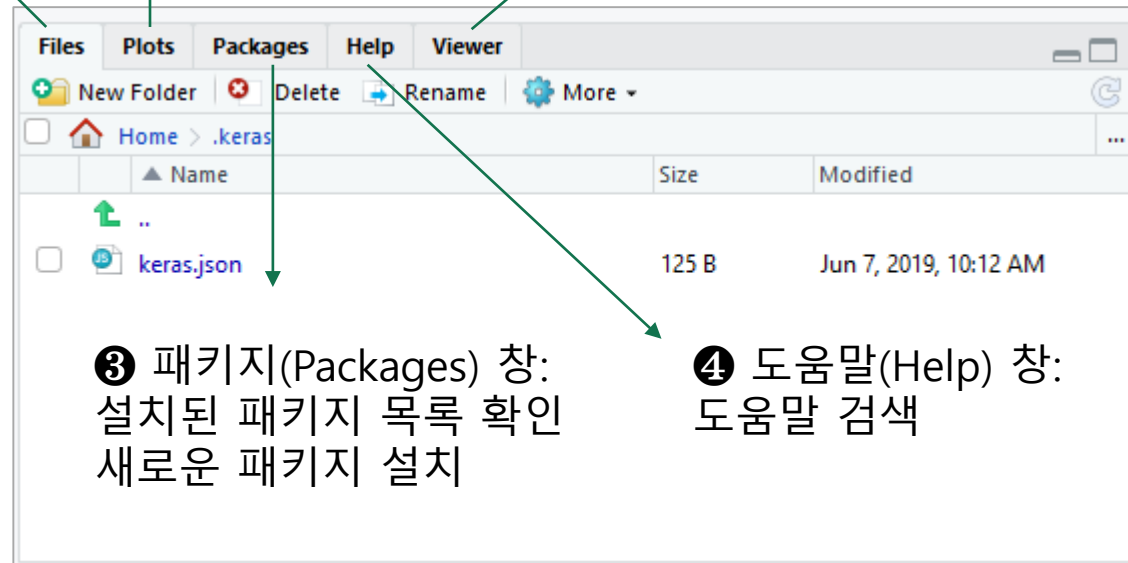 Files Plots Packages Help Viewer
New Folder Delete Rename More
Home > .keras ...
Name Size Modified
..
JS keras.json 125 B Jun 7, 2019, 10:12 AM
❸ 패키지(Packages) 창:
설치된 패키지 목록 확인
새로운 패키지 설치
❹ 도움말(Help) 창:
도움말 검색